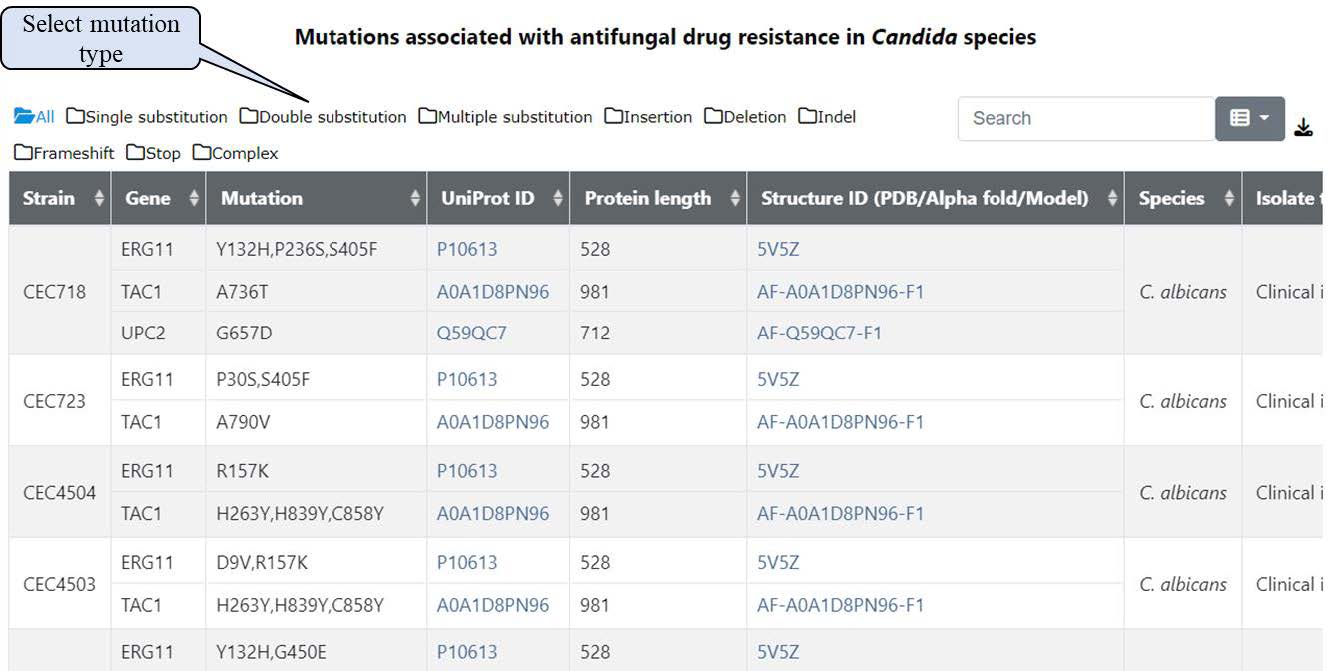 Select mutation
type
Mutations associated with antifungal drug resistance in Candida species
All Single substitution Double substitution Multiple substitution Insertion Deletion Indel
Search
Frameshift Stop Complex
Strain Gene Mutation UniProt ID Protein length Structure ID (PDB/Alpha fold/Model) Species Isolate
ERG11 Y132H,P236S,S405F P10613 528 5V5Z
CEC718 TAC1 A736T A0A1D8PN96 981 AF-A0A1D8PN96-F1 C. albicans Clinical
UPC2 G657D Q59QC7 712 AF-Q59QC7-F1
ERG11 P30S,S405F P10613 528 5V5Z
CEC723 C. albicans Clinical
TAC1 A790V A0A1D8PN96 981 AF-A0A1D8PN96-F1
ERG11 R157K P10613 528 5V5Z
CEC4504 C. albicans Clinical
TAC1 H263Y,H839Y,C858Y A0A1D8PN96 981 AF-A0A1D8PN96-F1
ERG11 D9V,R157K P10613 528 5V5Z
CEC4503 C. albicans Clinical
TAC1 H263Y,H839Y,C858Y A0A1D8PN96 981 AF-A0A1D8PN96-F1
ERG11 Y132H,G450E P10613 528 5V5Z